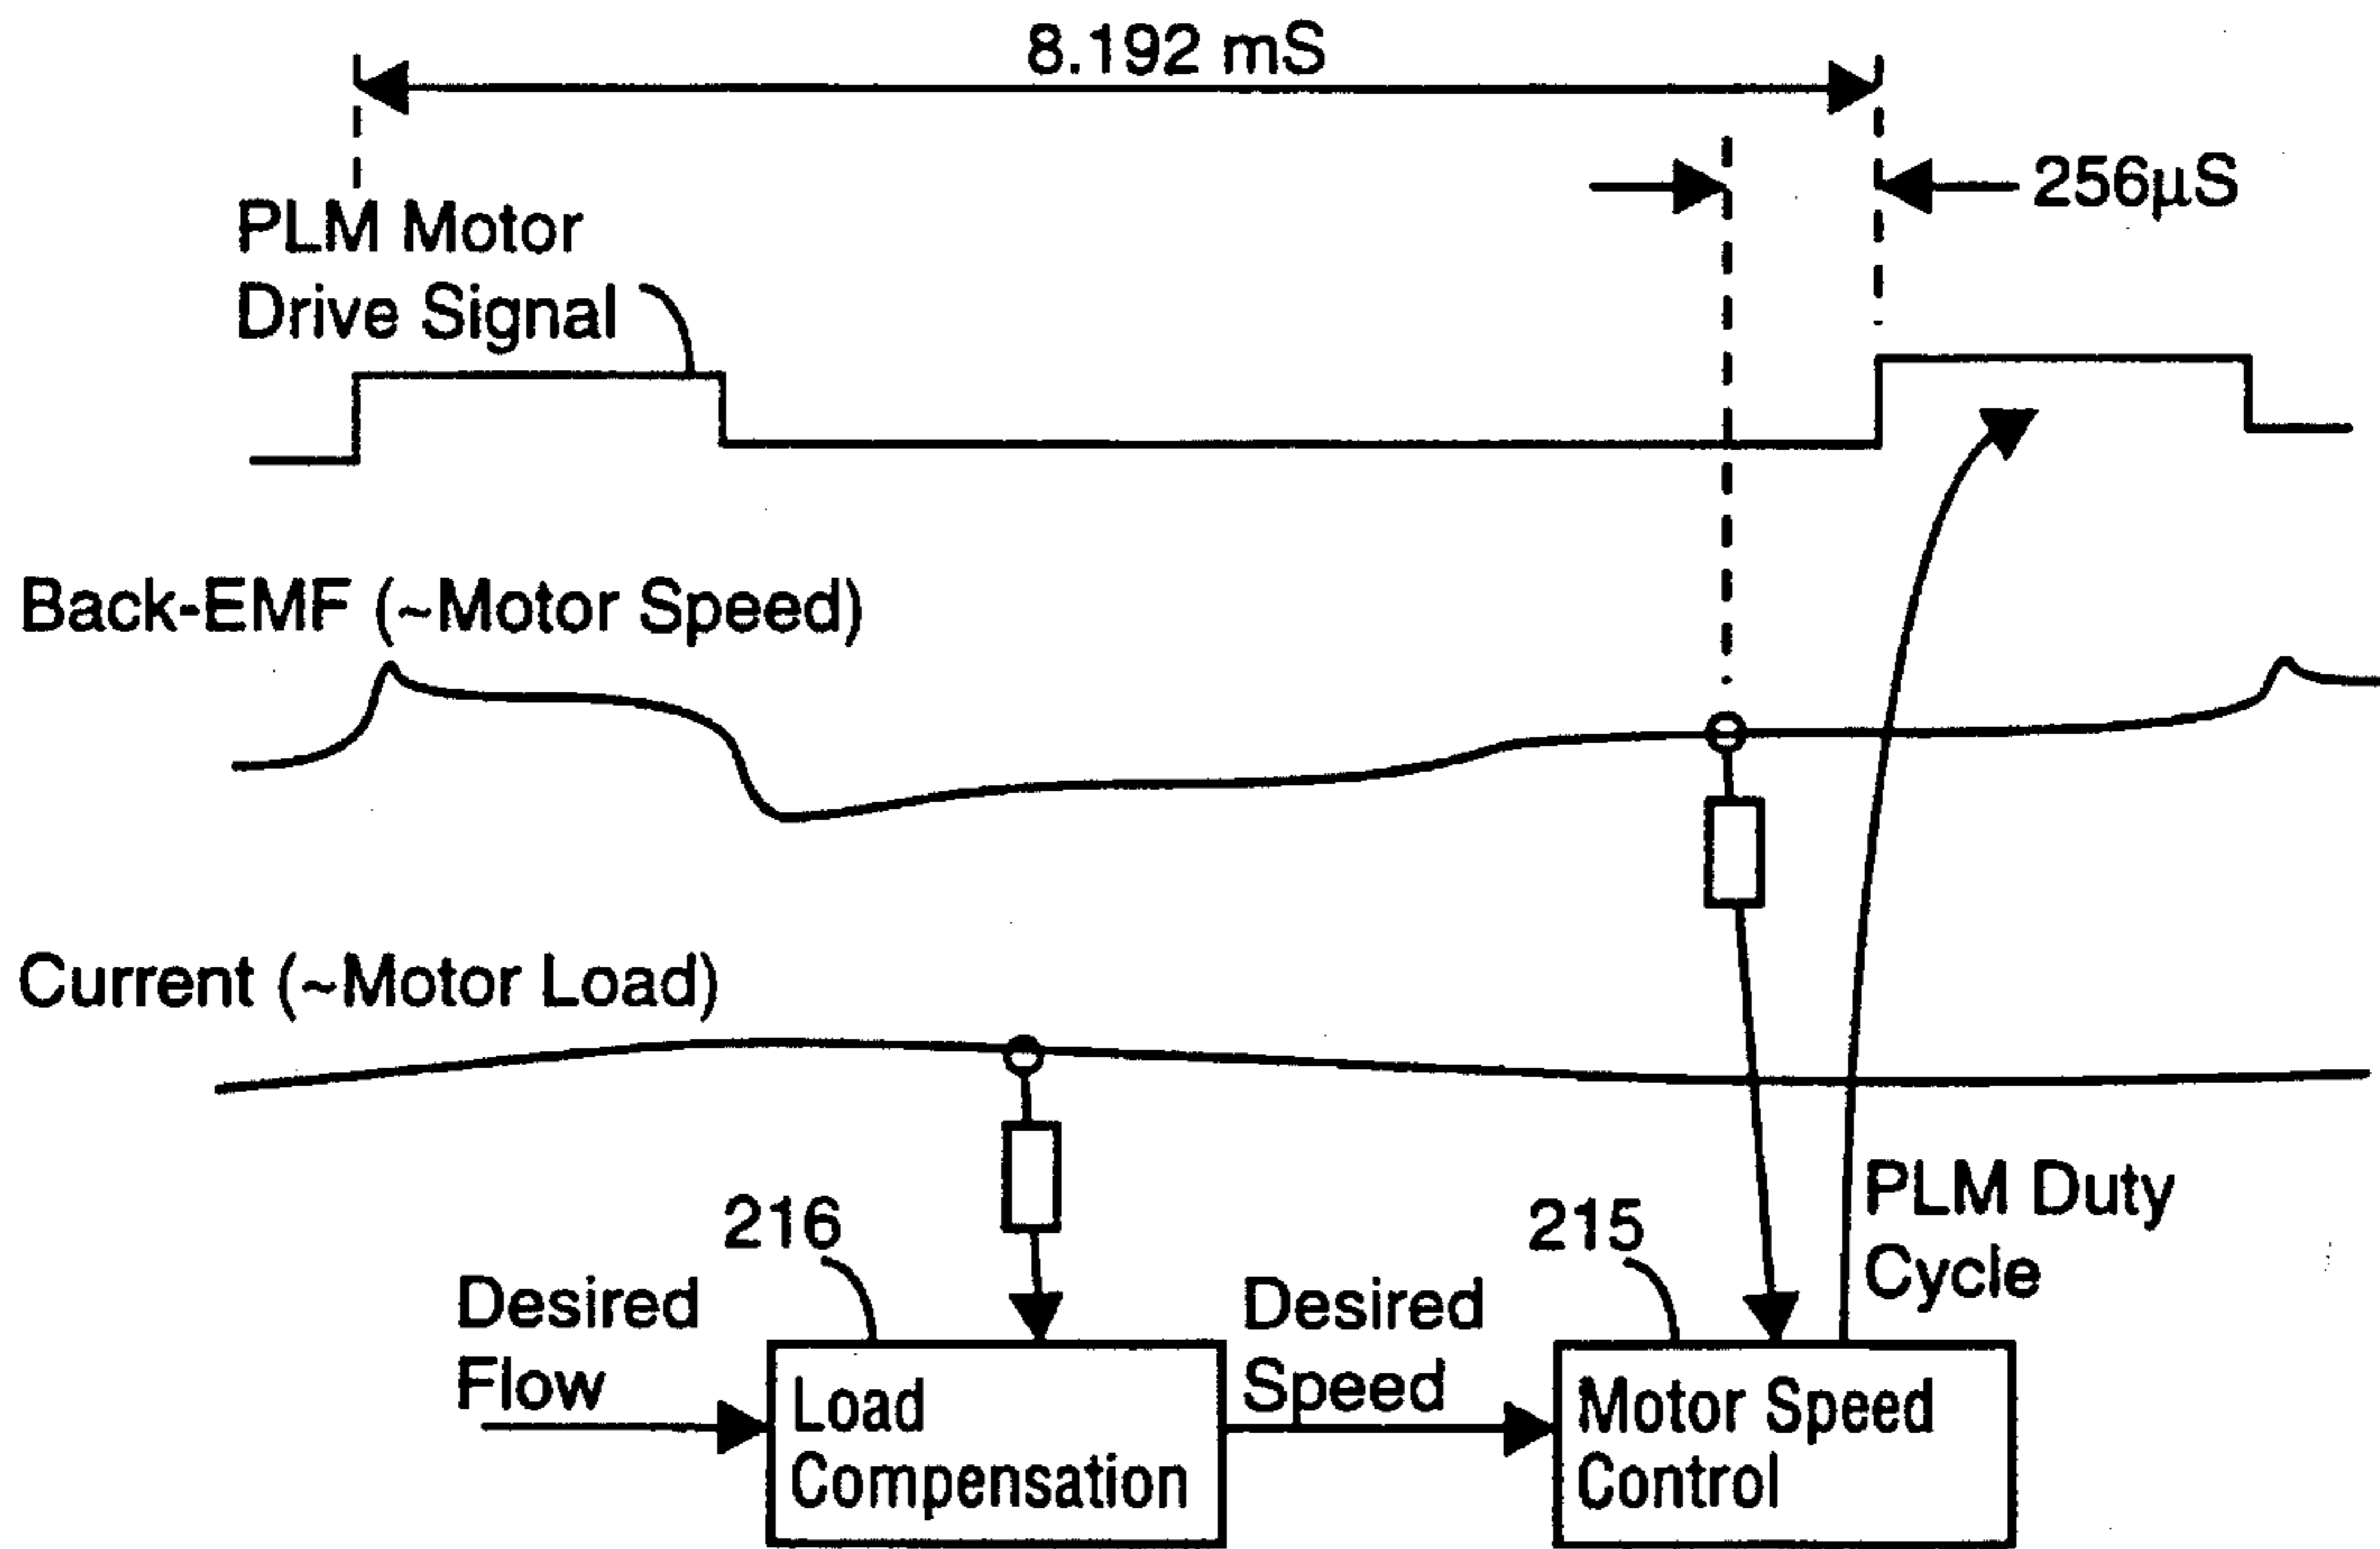 8.192 mS
256µS
PLM Motor
Drive Signal
Back-EMF (~Motor Speed)
Current (~Motor Load)
PLM Duty
Cycle
216
215
Desired
Flow
Desired
Speed
Load
Compensation
Motor Speed
Control